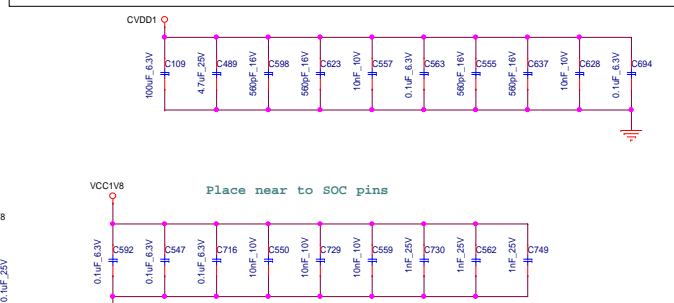 CVDD1
100uF_6.3V C109
4.7uF_25V C489
560pF_16V C598
560pF_16V C623
10nF_10V C557
0.1uF_6.3V C563
560pF_16V C555
560pF_16V C637
10nF_10V C628
0.1uF_6.3V C694
VCC1V8
Place near to SOC pins
8
0.1uF_25V
0.1uF_6.3V C592
0.1uF_6.3V C547
0.1uF_6.3V C716
10nF_10V C550
10nF_10V C729
10nF_10V C559
1nF_25V C730
1nF_25V C562
1nF_25V C749